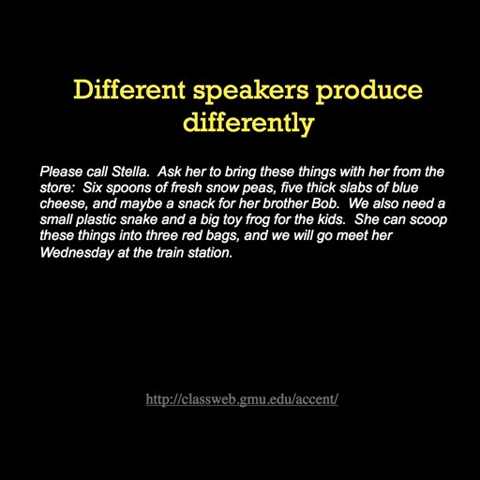 Different speakers produce
differently
Please call Stella.  Ask her to bring these things with her from the
store:  Six spoons of fresh snow peas, five thick slabs of blue
cheese, and maybe a snack for her brother Bob.  We also need a
small plastic snake and a big toy frog for the kids.  She can scoop
these things into three red bags, and we will go meet her
Wednesday at the train station.
http://classweb.gmu.edu/accent/